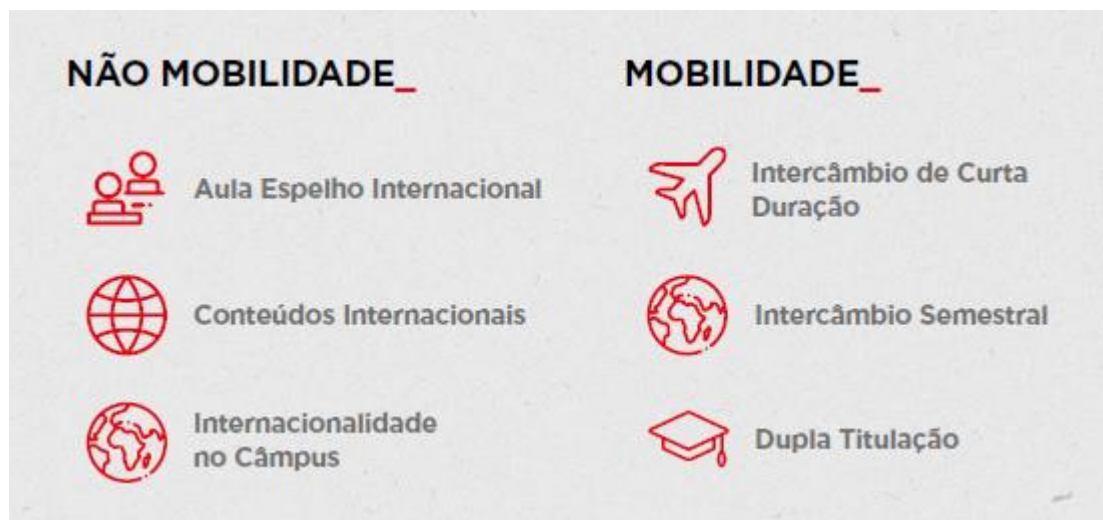 NÃO MOBILIDADE_
Aula Espelho Internacional
Conteúdos Internacionais
Internacionalidade
no Câmpus
MOBILIDADE_
Intercâmbio de Curta
Duração
Intercâmbio Semestral
Dupla Titulação